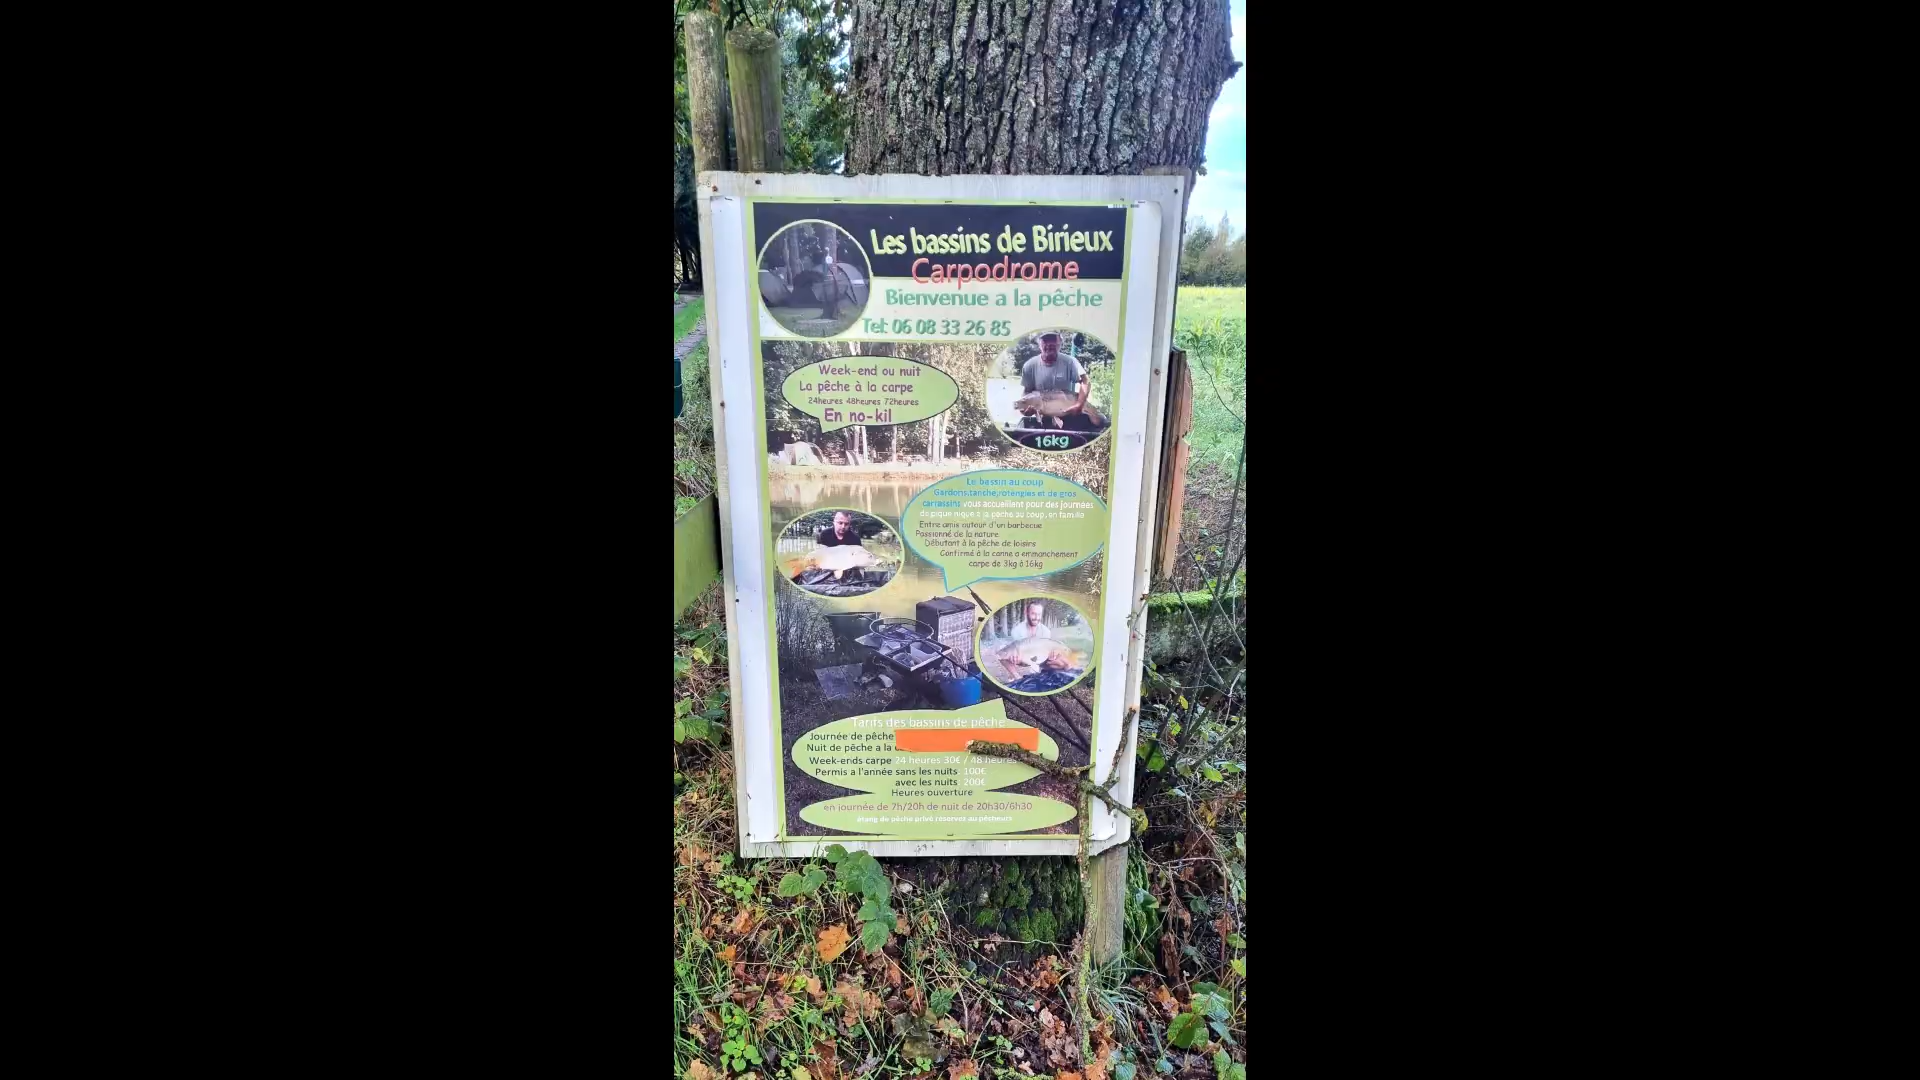 Les bassins de Birieux
Carpodrome
Bienvenue a la pêche
Tel: 06 08 33 26 85
Week-end ou nuit
La pêche à la carpe
24heures 48heures 72heures
En no-kil
16kg
Le bassin au coup
Gardons,tanche,rotengles et de gros
carrassins vous accueillent pour des journées
de pique nique a la pêche au coup, en famille
Entre amis autour d'un barbecue
Passionné de la nature
Débutant à la pêche de loisirs
Confirmé à la canne a emmanchement
carpe de 3kg à 16kg
Tarifs des bassins de pêche
Journée de pêche
Nuit de pêche a la
Week-ends carpe 24 heures 30€ / 48 heures
Permis a l'année sans les nuits 100€
avec les nuits 200€
Heures ouverture
en journée de 7h/20h de nuit de 20h30/6h30
étang de pêche privé réservés au pêcheurs